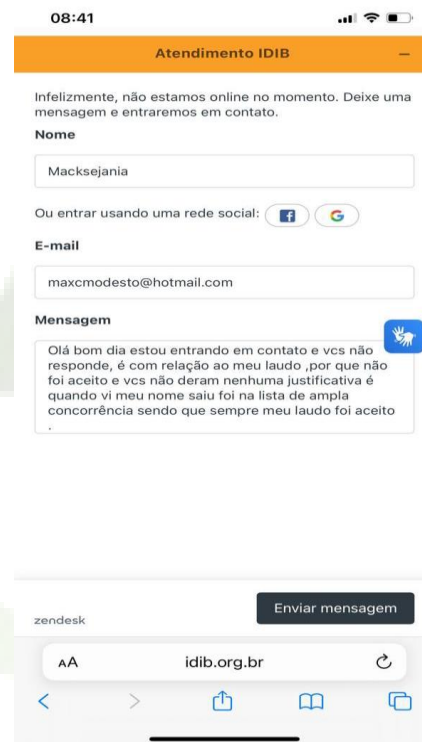 08:41
Atendimento IDIB
Infelizmente, não estamos online no momento. Deixe uma
mensagem e entraremos em contato.
Nome
Macksejania
Ou entrar usando uma rede social:
E-mail
maxcmodesto@hotmail.com
Mensagem
Olá bom dia estou entrando em contato e vcs não
responde, é com relação ao meu laudo ,por que não
foi aceito e vcs não deram nenhuma justificativa é
quando vi meu nome saiu foi na lista de ampla
concorrência sendo que sempre meu laudo foi aceito
.
Enviar mensagem
zendesk
AA
idib.org.br